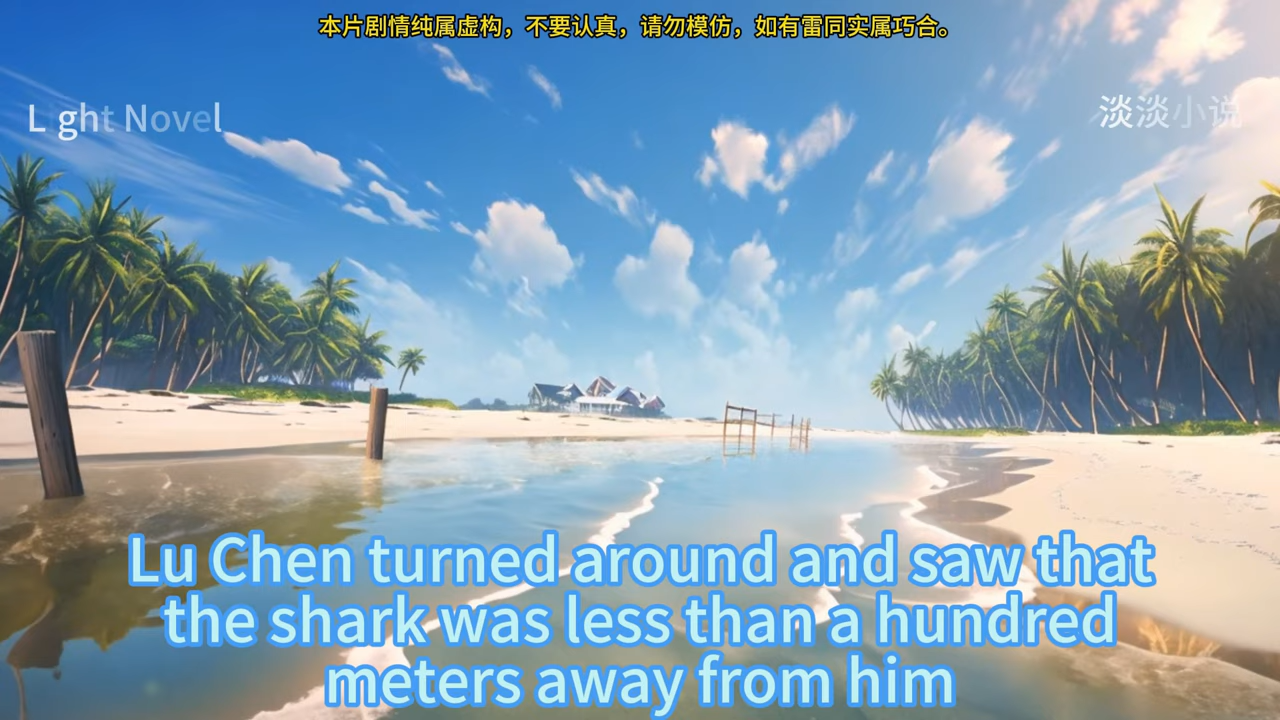 本片剧情纯属虚构，不要认真，请勿模仿，如有雷同实属巧合。
Light Novel
淡淡小说
Lu Chen turned around and saw that
the shark was less than a hundred
meters away from him